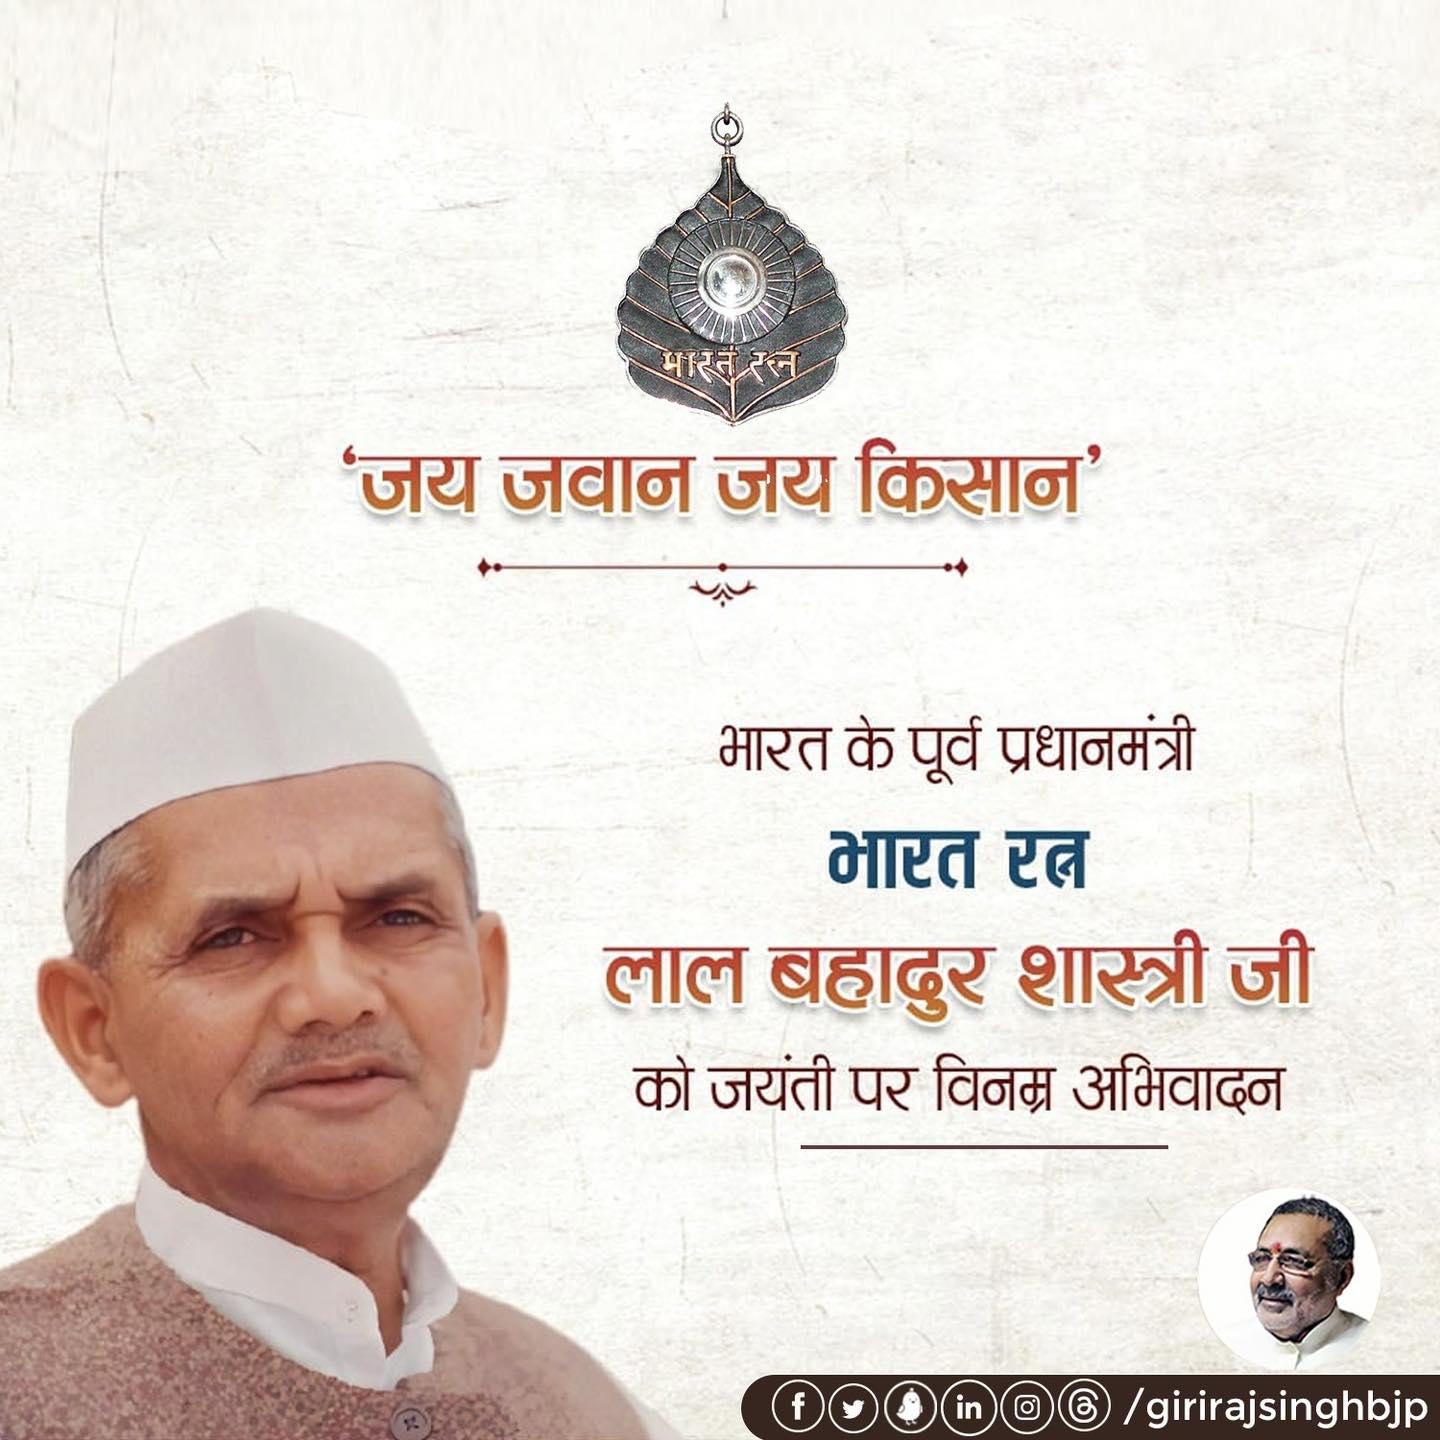 भारत रत्न
‘जय जवान जय किसान’
भारत के पूर्व प्रधानमंत्री
भारत रत्न
लाल बहादुर शास्त्री जी
को जयंती पर विनम्र अभिवादन
/girirajsinghbjp